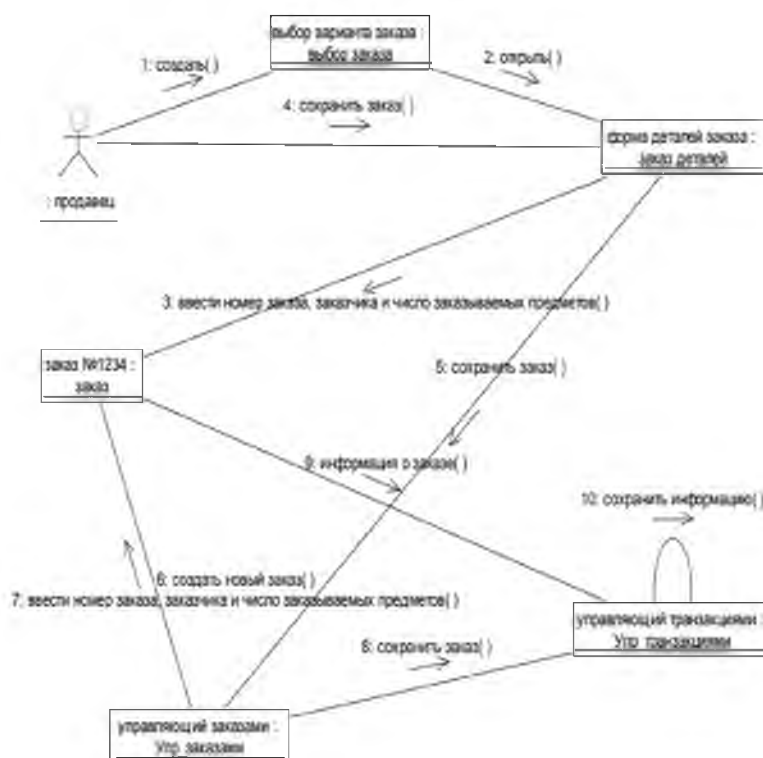 выбор варианта заказа :
выбор заказа
1: создать( )
2: открыть( )
4: сохранить заказ( )
форма деталей заказа :
заказ деталей
: продавец
3: ввести номер заказа, заказчика и число заказываемых предметов( )
заказ №1234 :
заказ
5: сохранить заказ( )
9: информация о заказе( )
10: сохранить информацию( )
6: создать новый заказ( )
7: ввести номер заказа, заказчика и число заказываемых предметов( )
управляющий транзакциями :
Упр_транзакциями
8: сохранить заказ( )
управляющий заказами :
Упр_заказами